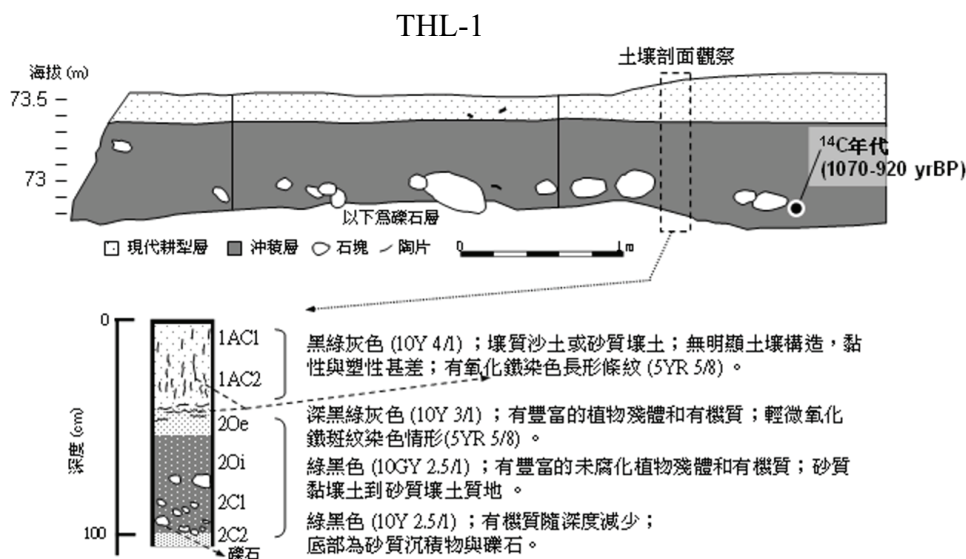 THL-1
土壤剖面觀察
海拔 (m)
73.5
73
¹⁴C年代
(1070-920 yrBP)
以下為礫石層
現代耕犁層 沖積層 石塊 陶片
0 1m
0
1AC1
1AC2
2Oe
2Oi
2C1
2C2
100
深度 (cm)
礫石
黑綠灰色 (10Y 4/1)；壤質沙土或砂質壤土；無明顯土壤構造，黏
性與塑性甚差；有氧化鐵染色長形條紋 (5YR 5/8)。
深黑綠灰色 (10Y 3/1)；有豐富的植物殘體和有機質；輕微氧化
鐵斑紋染色情形(5YR 5/8)。
綠黑色 (10GY 2.5/1)；有豐富的未腐化植物殘體和有機質；砂質
黏壤土到砂質壤土質地。
綠黑色 (10Y 2.5/1)；有機質隨深度減少；
底部為砂質沉積物與礫石。